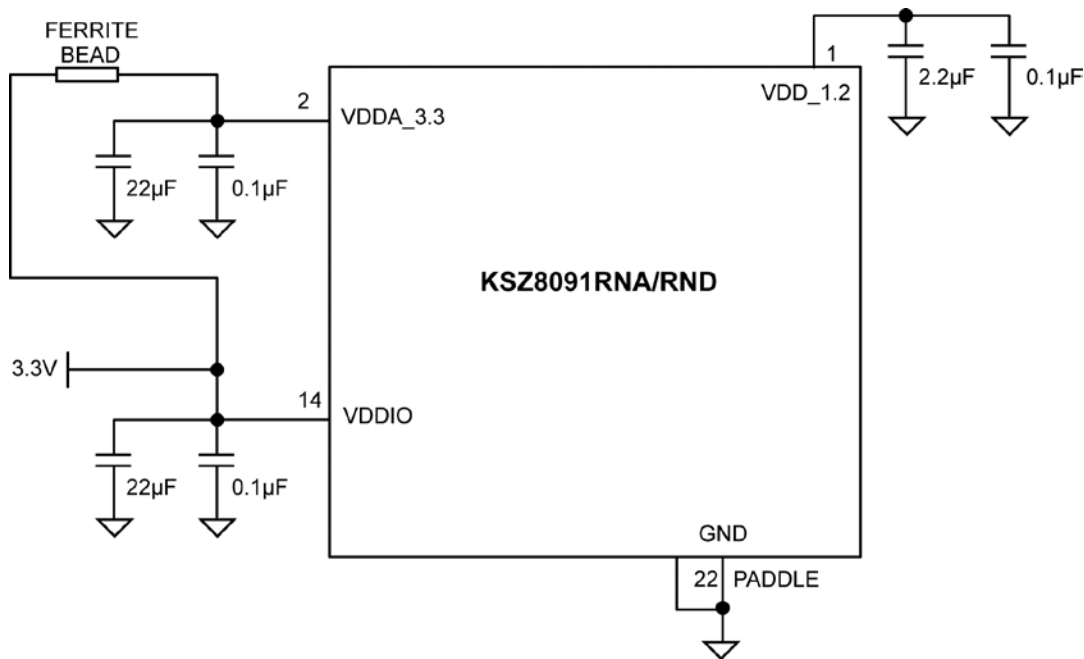 FERRITE
BEAD
1
VDD_1.2
2.2µF
0.1µF
2
VDDA_3.3
22µF
0.1µF
KSZ8091RNA/RND
3.3V
14
VDDIO
22µF
0.1µF
GND
22
PADDLE